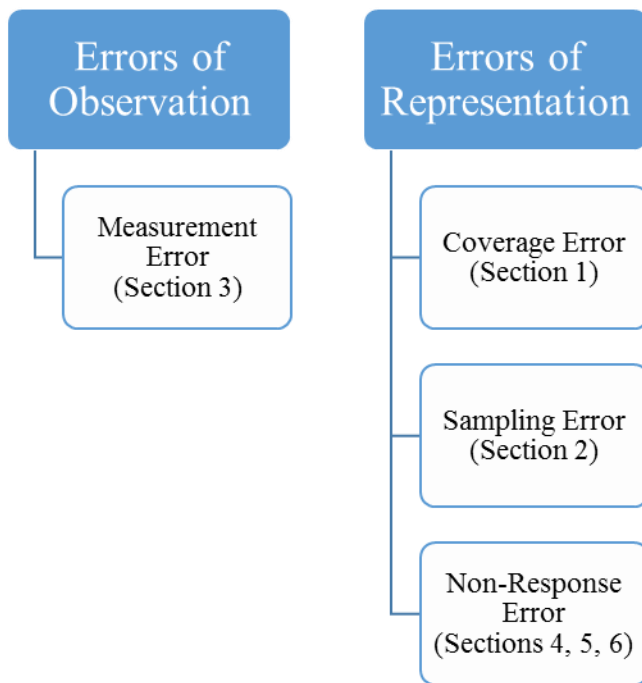 Errors of
Observation
Measurement
Error
(Section 3)
Errors of
Representation
Coverage Error
(Section 1)
Sampling Error
(Section 2)
Non-Response
Error
(Sections 4, 5, 6)